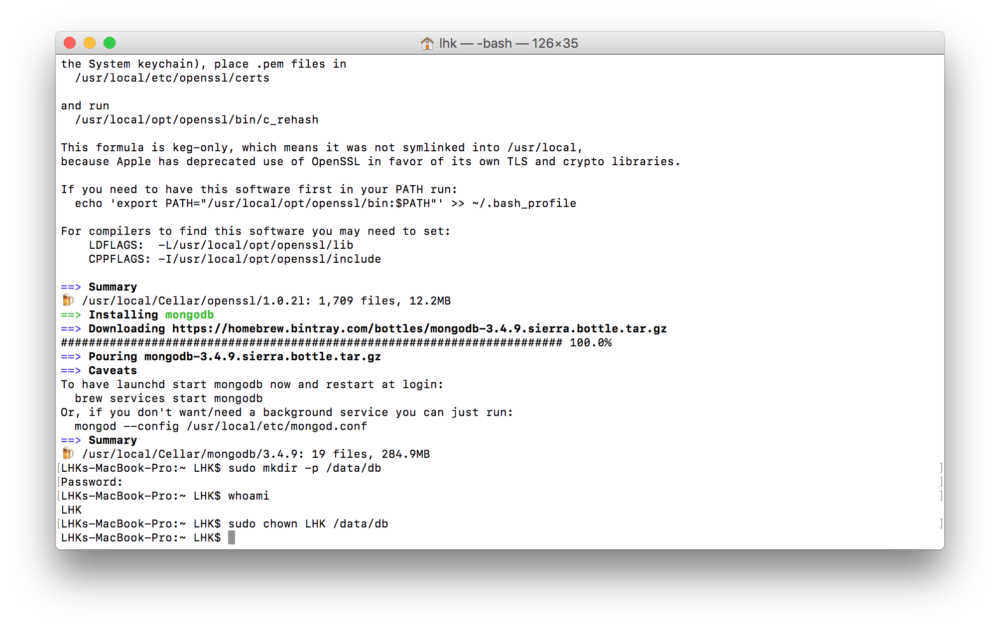 lhk — -bash — 126×35
the System keychain), place .pem files in
  /usr/local/etc/openssl/certs

and run
  /usr/local/opt/openssl/bin/c_rehash

This formula is keg-only, which means it was not symlinked into /usr/local,
because Apple has deprecated use of OpenSSL in favor of its own TLS and crypto libraries.

If you need to have this software first in your PATH run:
  echo 'export PATH="/usr/local/opt/openssl/bin:$PATH"' >> ~/.bash_profile

For compilers to find this software you may need to set:
    LDFLAGS:  -L/usr/local/opt/openssl/lib
    CPPFLAGS: -I/usr/local/opt/openssl/include

==> Summary
🍺 /usr/local/Cellar/openssl/1.0.2l: 1,709 files, 12.2MB
==> Installing mongodb
==> Downloading https://homebrew.bintray.com/bottles/mongodb-3.4.9.sierra.bottle.tar.gz
######################################################################## 100.0%
==> Pouring mongodb-3.4.9.sierra.bottle.tar.gz
==> Caveats
To have launchd start mongodb now and restart at login:
  brew services start mongodb
Or, if you don't want/need a background service you can just run:
  mongod --config /usr/local/etc/mongod.conf
==> Summary
🍺 /usr/local/Cellar/mongodb/3.4.9: 19 files, 284.9MB
[LHKs-MacBook-Pro:~ LHK$ sudo mkdir -p /data/db ]
[Password: ]
[LHKs-MacBook-Pro:~ LHK$ whoami ]
LHK
[LHKs-MacBook-Pro:~ LHK$ sudo chown LHK /data/db ]
LHKs-MacBook-Pro:~ LHK$